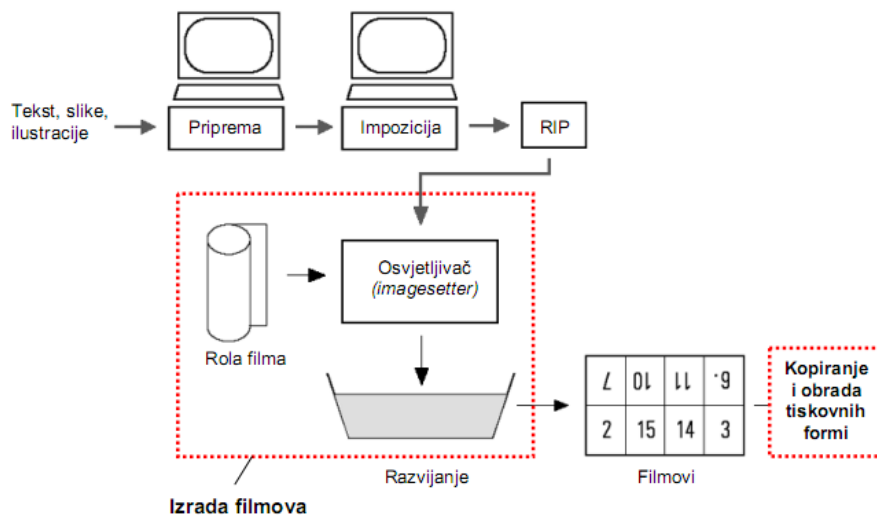 Tekst, slike,
ilustracije
Priprema
Impozicija
RIP
Osvjetljivač
(imagesetter)
Rola filma
7 10 11 6.
2 15 14 3
Kopiranje
i obrada
tiskovnih
formi
Razvijanje
Filmovi
Izrada filmova